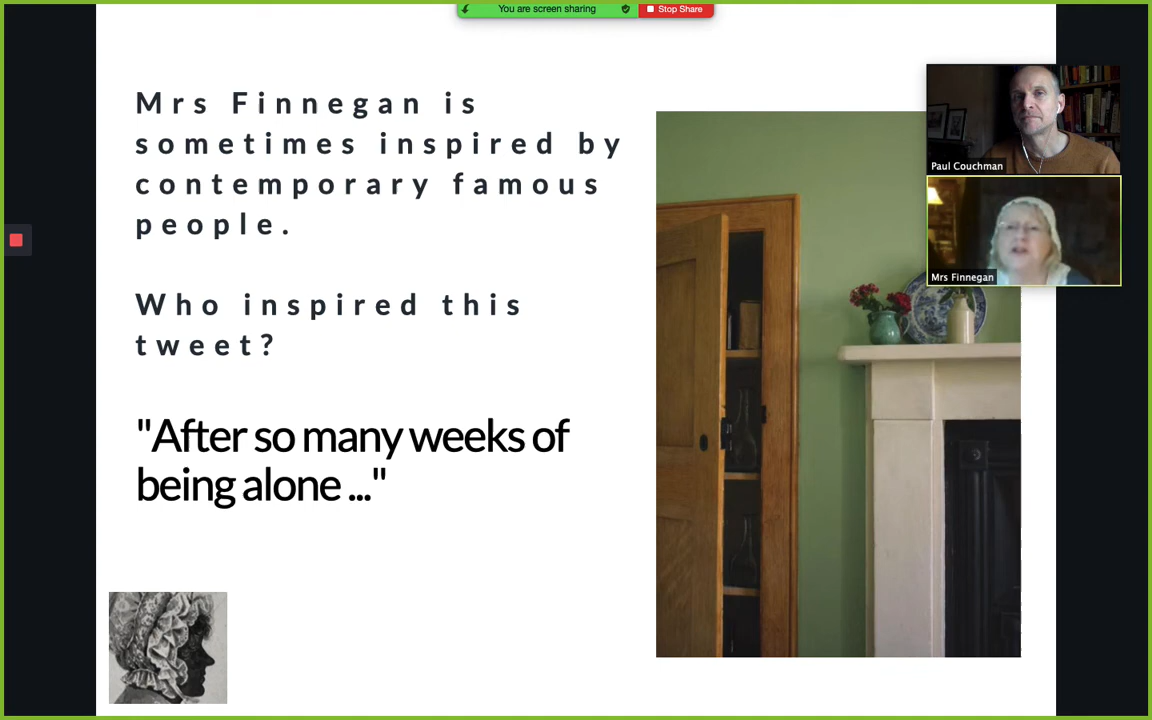 You are screen sharing
Stop Share
Mrs Finnegan is
sometimes inspired by
contemporary famous
people.
Who inspired this
tweet?
"After so many weeks of
being alone ..."
Paul Couchman
Mrs Finnegan